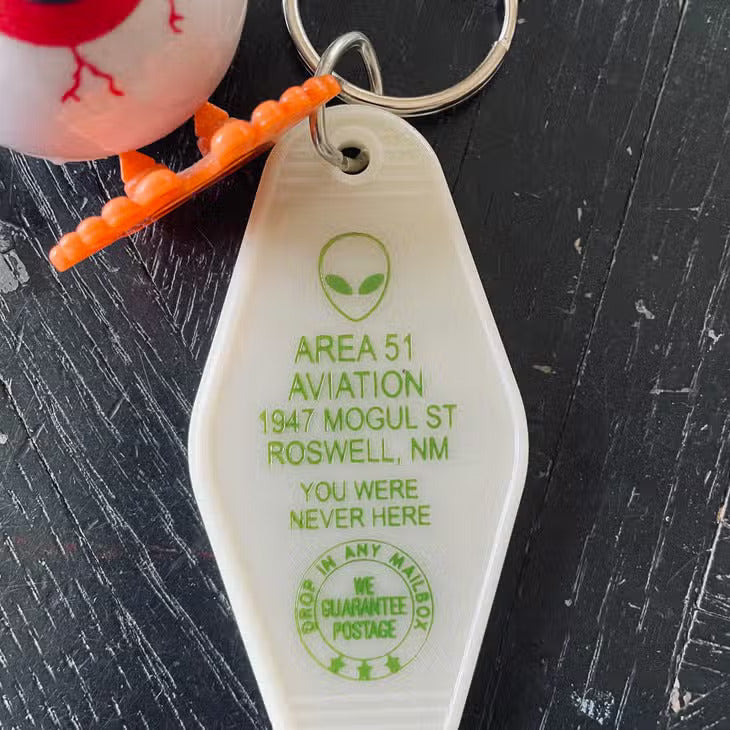 AREA 51
AVIATION
1947 MOGUL ST
ROSWELL, NM
YOU WERE
NEVER HERE
DROP IN ANY MAILBOX
WE
GUARANTEE
POSTAGE